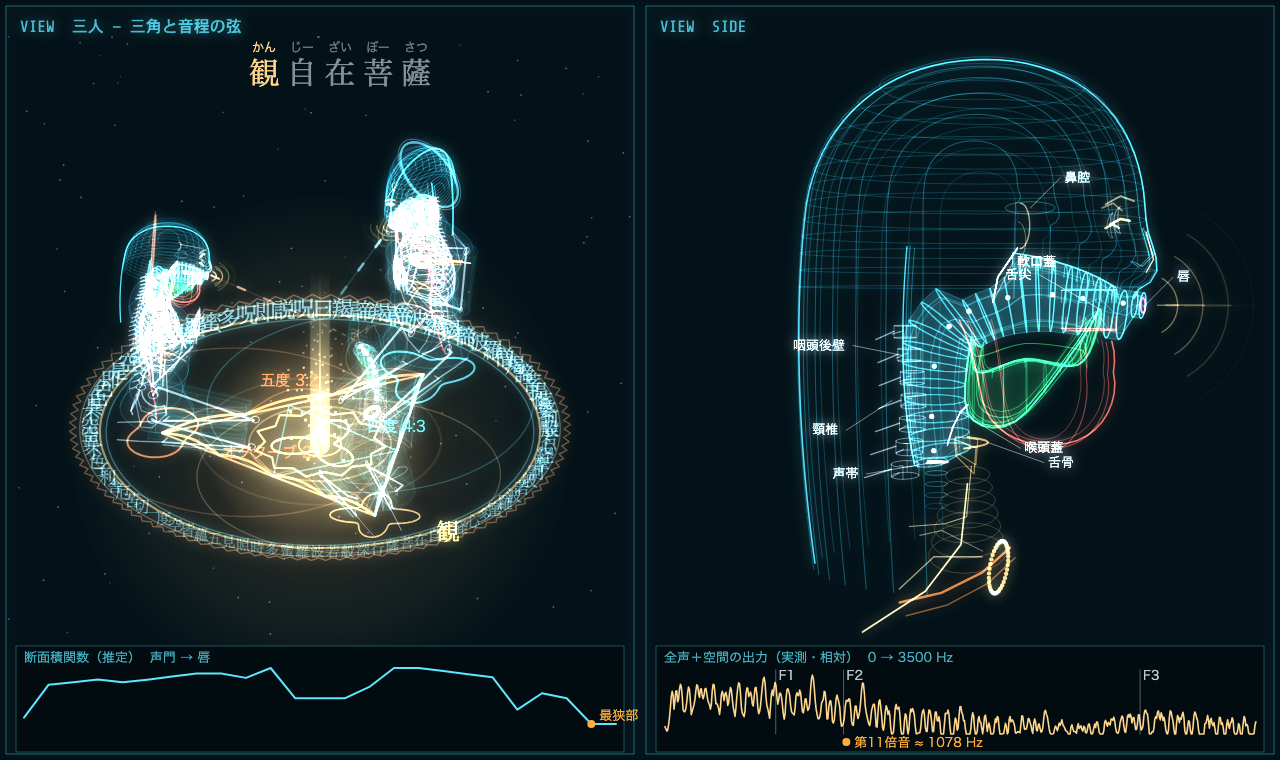 VIEW 三人 － 三角と音程の弦
かん じー ざい ぼー さつ
観自在菩薩
五度 3:2
4:3
観
断面積関数（推定） 声門 → 唇
最狭部
VIEW SIDE
鼻腔
軟口蓋
舌尖
唇
咽頭後壁
頸椎
喉頭蓋
舌骨
声帯
全声＋空間の出力（実測・相対） 0 → 3500 Hz
F1
F2
F3
第11倍音 ≈ 1078 Hz